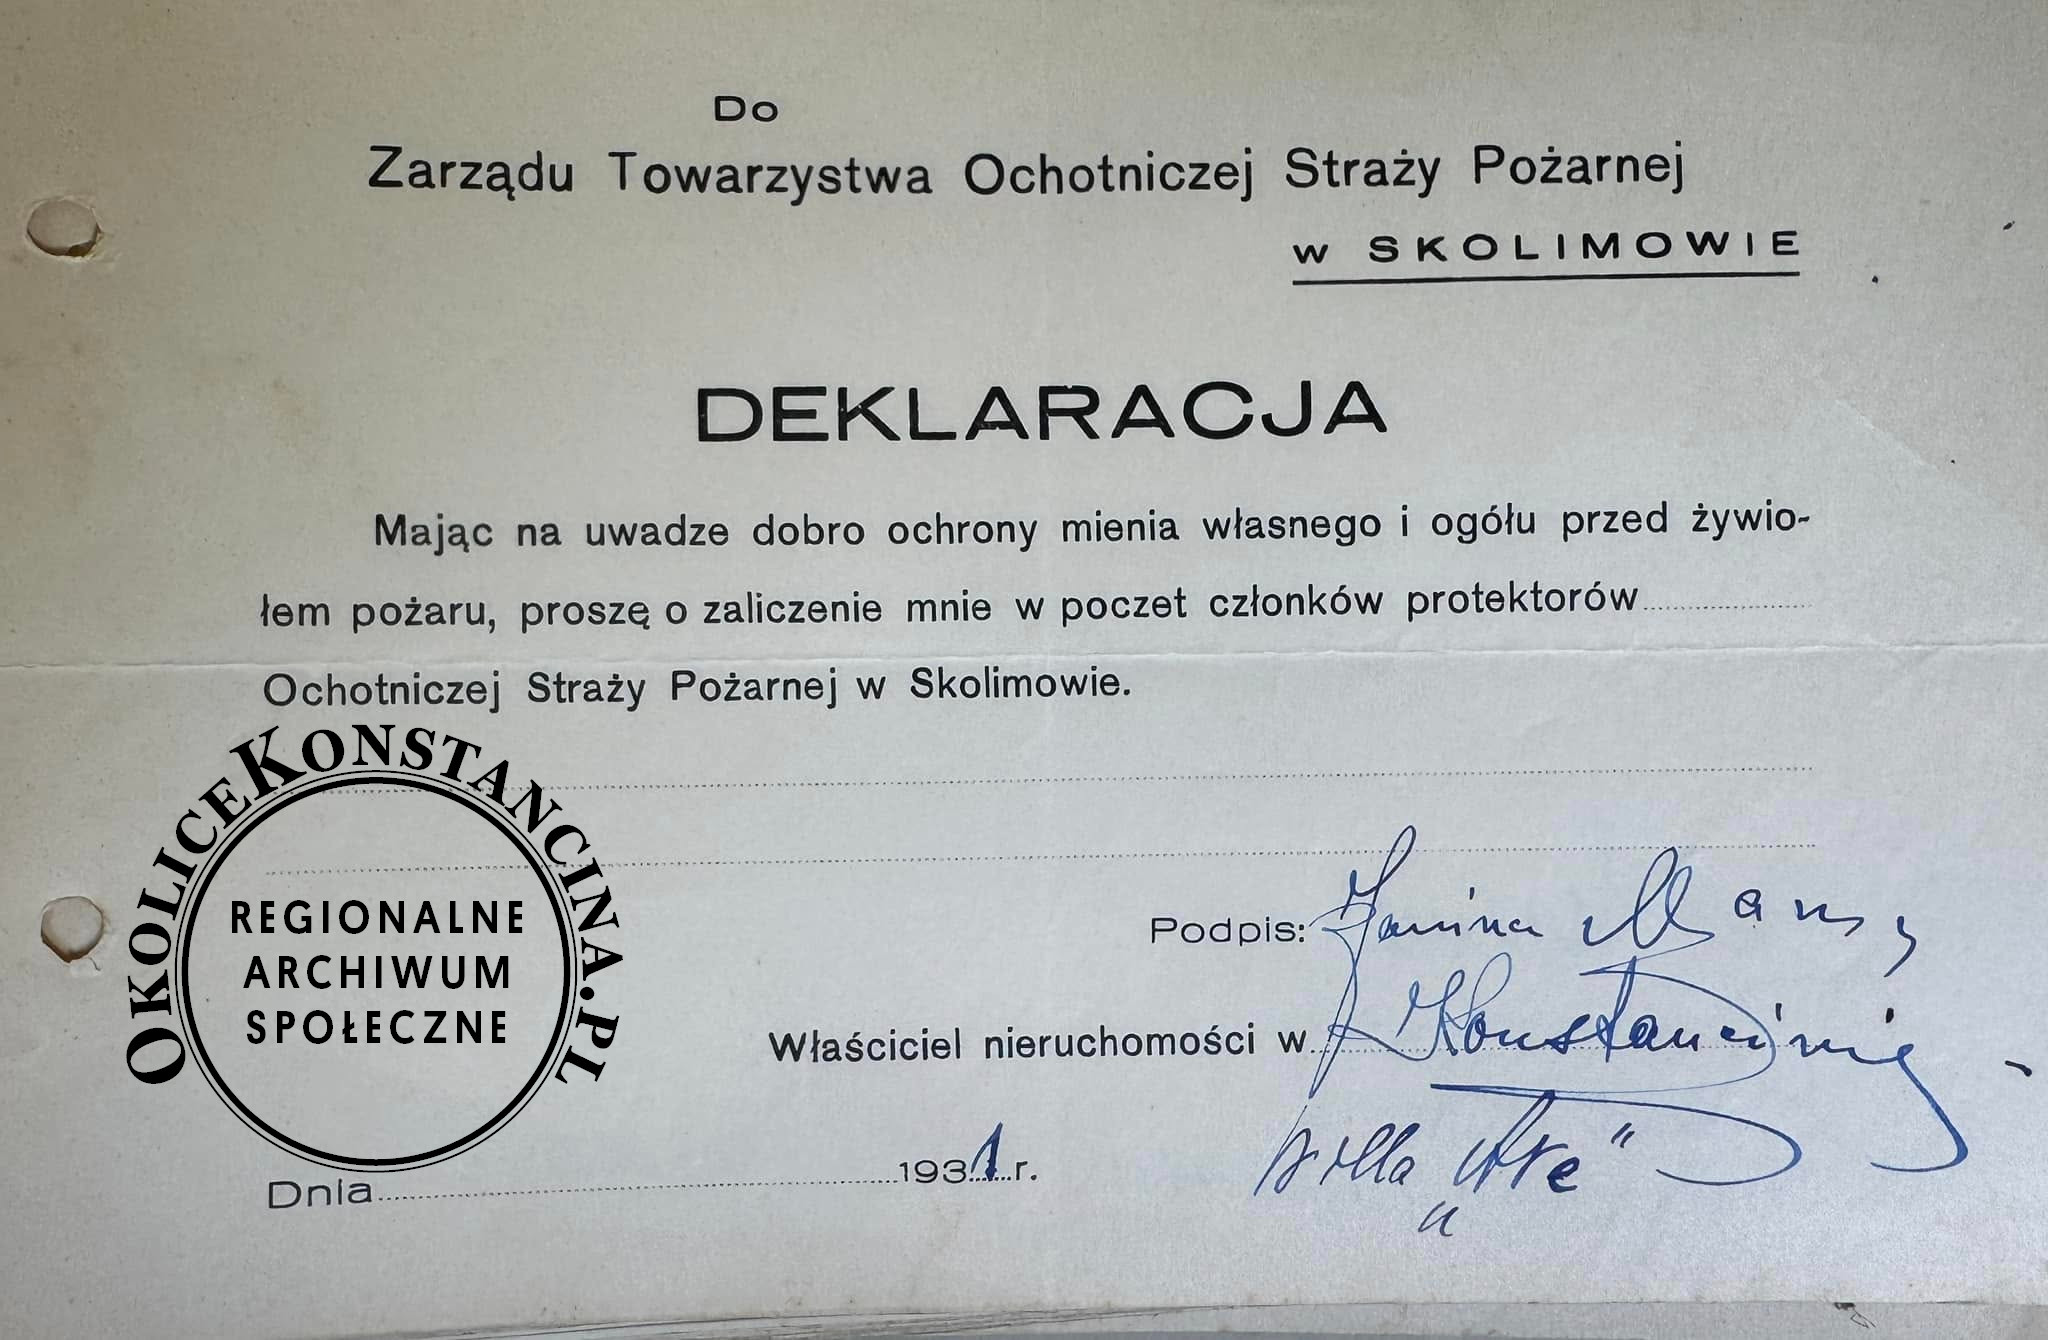 Do
Zarządu Towarzystwa Ochotniczej Straży Pożarnej
w SKOLIMOWIE
DEKLARACJA
Mając na uwadze dobro ochrony mienia własnego i ogółu przed żywio-
łem pożaru, proszę o zaliczenie mnie w poczet członków protektorów
Ochotniczej Straży Pożarnej w Skolimowie.
OKOLICEKONSTANCINA.PL
REGIONALNE
ARCHIWUM
SPOŁECZNE
Podpis: Janina
Właściciel nieruchomości w Konstancinie
willa
Dnia 1931 r.